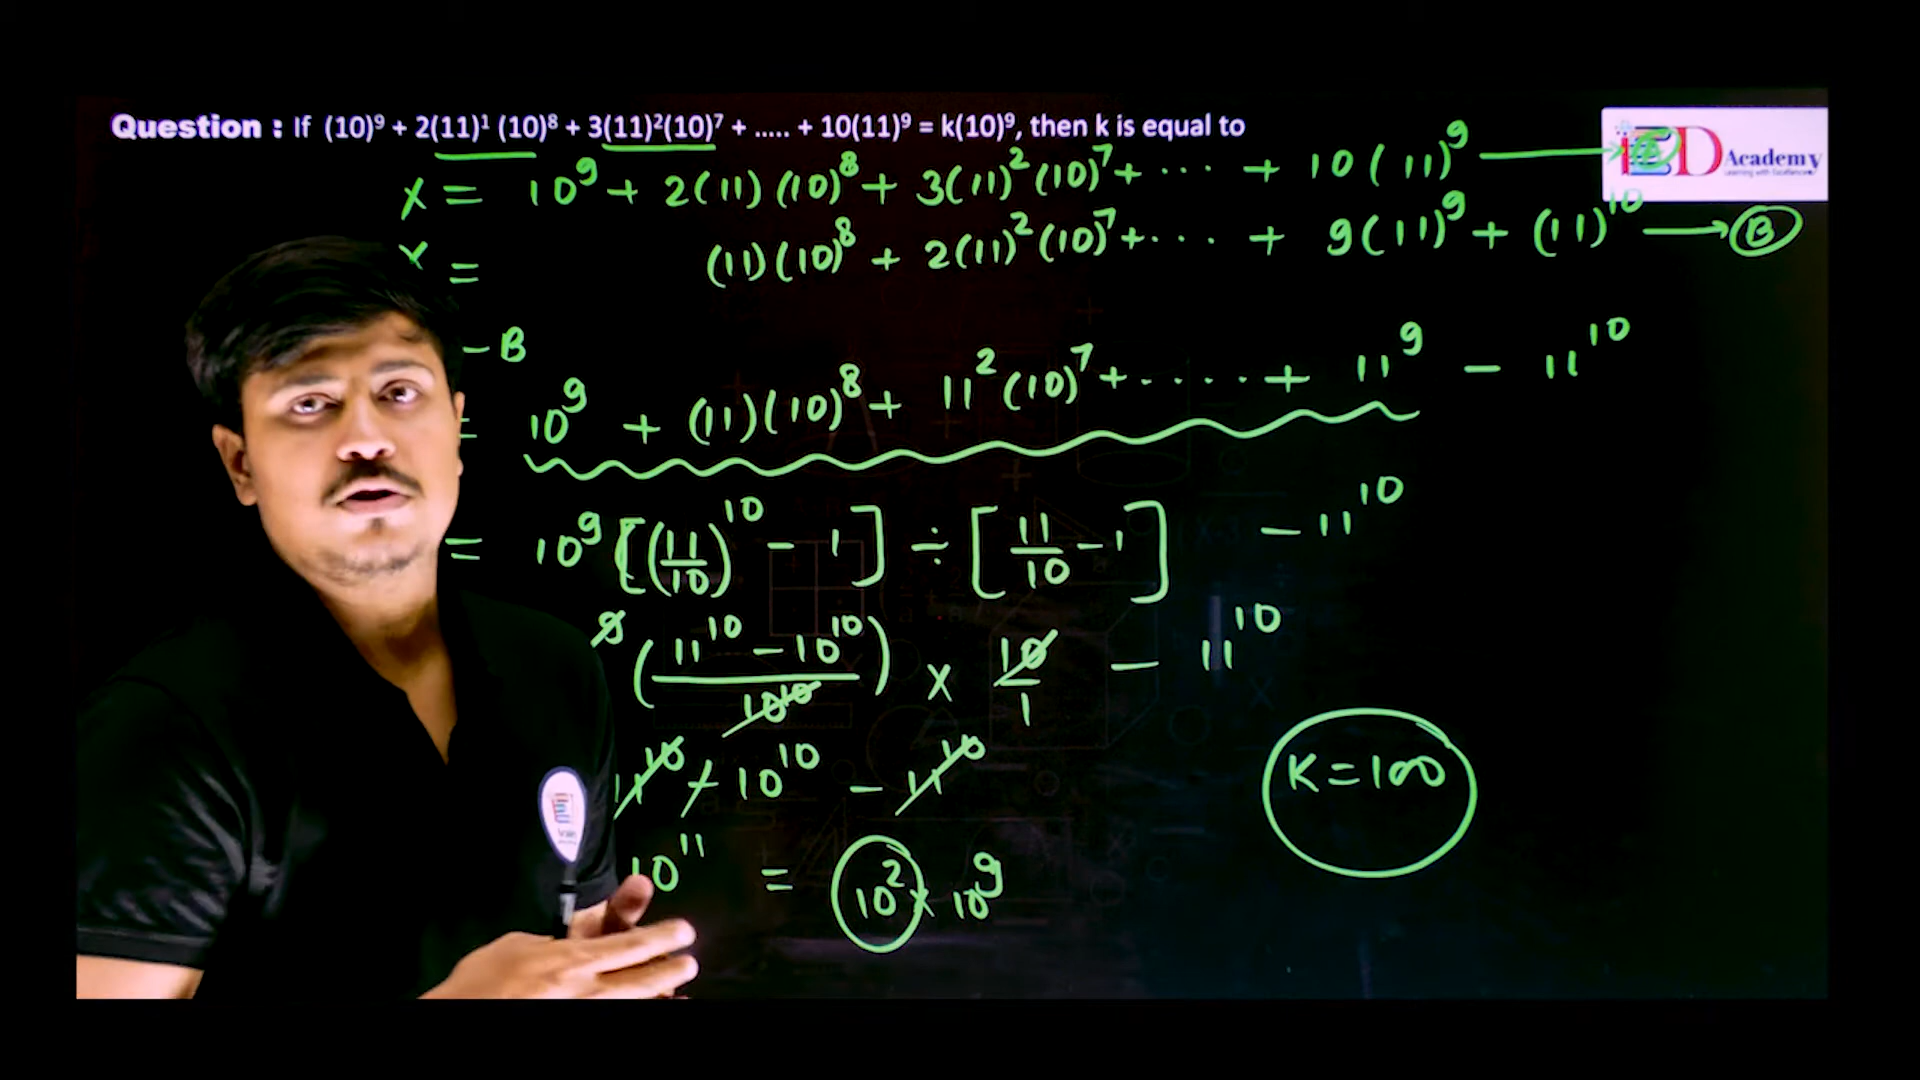 Question : If (10)⁹ + 2(11)¹ (10)⁸ + 3(11)²(10)⁷ + ..... + 10(11)⁹ = k(10)⁹, then k is equal to
D Academy
Learning with Excellence
x = 10⁹ + 2(11)(10)⁸ + 3(11)²(10)⁷ + .... + 10(11)⁹ → A
x = (11)(10)⁸ + 2(11)²(10)⁷ + .... + 9(11)⁹ + (11)¹⁰ → B
- B
= 10⁹ + (11)(10)⁸ + 11²(10)⁷ + ..... + 11⁹ - 11¹⁰
= 10⁹ [(11/10)¹⁰ - 1] ÷ [11/10 - 1] - 11¹⁰
9 (11¹⁰ - 10¹⁰ / 10¹⁰) × 10/1 - 11¹⁰
11¹⁰ + 10¹⁰ - 11¹⁰
K = 100
10¹¹ = 10² × 10⁹